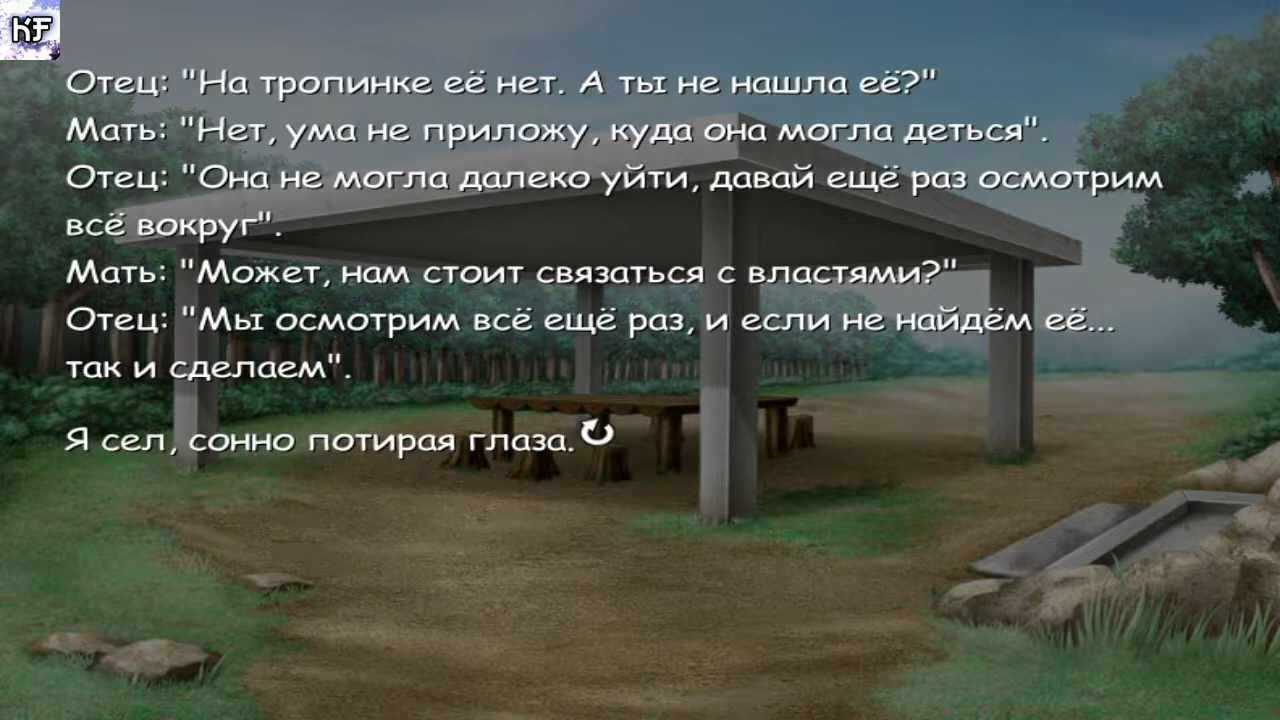 KF
Отец: "На тропинке её нет. А ты не нашла её?"
Мать: "Нет, ума не приложу, куда она могла деться".
Отец: "Она не могла далеко уйти, давай ещё раз осмотрим
всё вокруг".
Мать: "Может, нам стоит связаться с властями?"
Отец: "Мы осмотрим всё ещё раз, и если не найдём её...
так и сделаем".
Я сел, сонно потирая глаза.